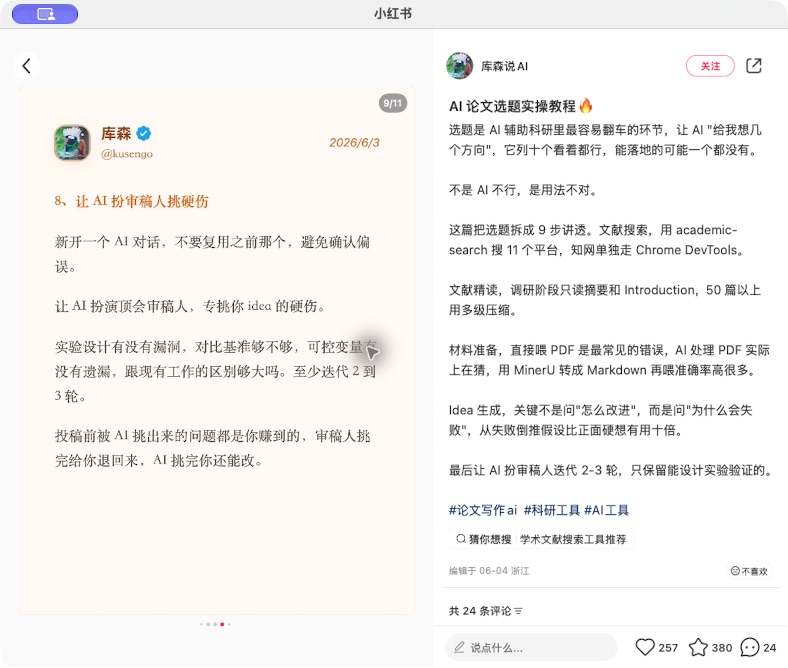 小红书
9/11
库森
@kusengo
2026/6/3
8、让 AI 扮审稿人挑硬伤
新开一个 AI 对话，不要复用之前那个，避免确认偏
误。
让 AI 扮演顶会审稿人，专挑你 idea 的硬伤。
实验设计有没有漏洞，对比基准够不够，可控变量有
没有遗漏，跟现有工作的区别够大吗。至少迭代 2 到
3 轮。
投稿前被 AI 挑出来的问题都是你赚到的，审稿人挑
完给你退回来，AI 挑完你还能改。
库森说AI
关注
AI 论文选题实操教程🔥
选题是 AI 辅助科研里最容易翻车的环节，让 AI "给我想几
个方向"，它列十个看着都行，能落地的可能一个都没有。
不是 AI 不行，是用法不对。
这篇把选题拆成 9 步讲透。文献搜索，用 academic-
search 搜 11 个平台，知网单独走 Chrome DevTools。
文献精读，调研阶段只读摘要和 Introduction，50 篇以上
用多级压缩。
材料准备，直接喂 PDF 是最常见的错误，AI 处理 PDF 实际
上在猜，用 MinerU 转成 Markdown 再喂准确率高很多。
Idea 生成，关键不是问"怎么改进"，而是问"为什么会失
败"，从失败倒推假设比正面硬想有用十倍。
最后让 AI 扮审稿人迭代 2-3 轮，只保留能设计实验验证的。
#论文写作ai #科研工具 #AI工具
猜你想搜 学术文献搜索工具推荐
编辑于 06-04 浙江
不喜欢
共 24 条评论
说点什么...
257
380
24